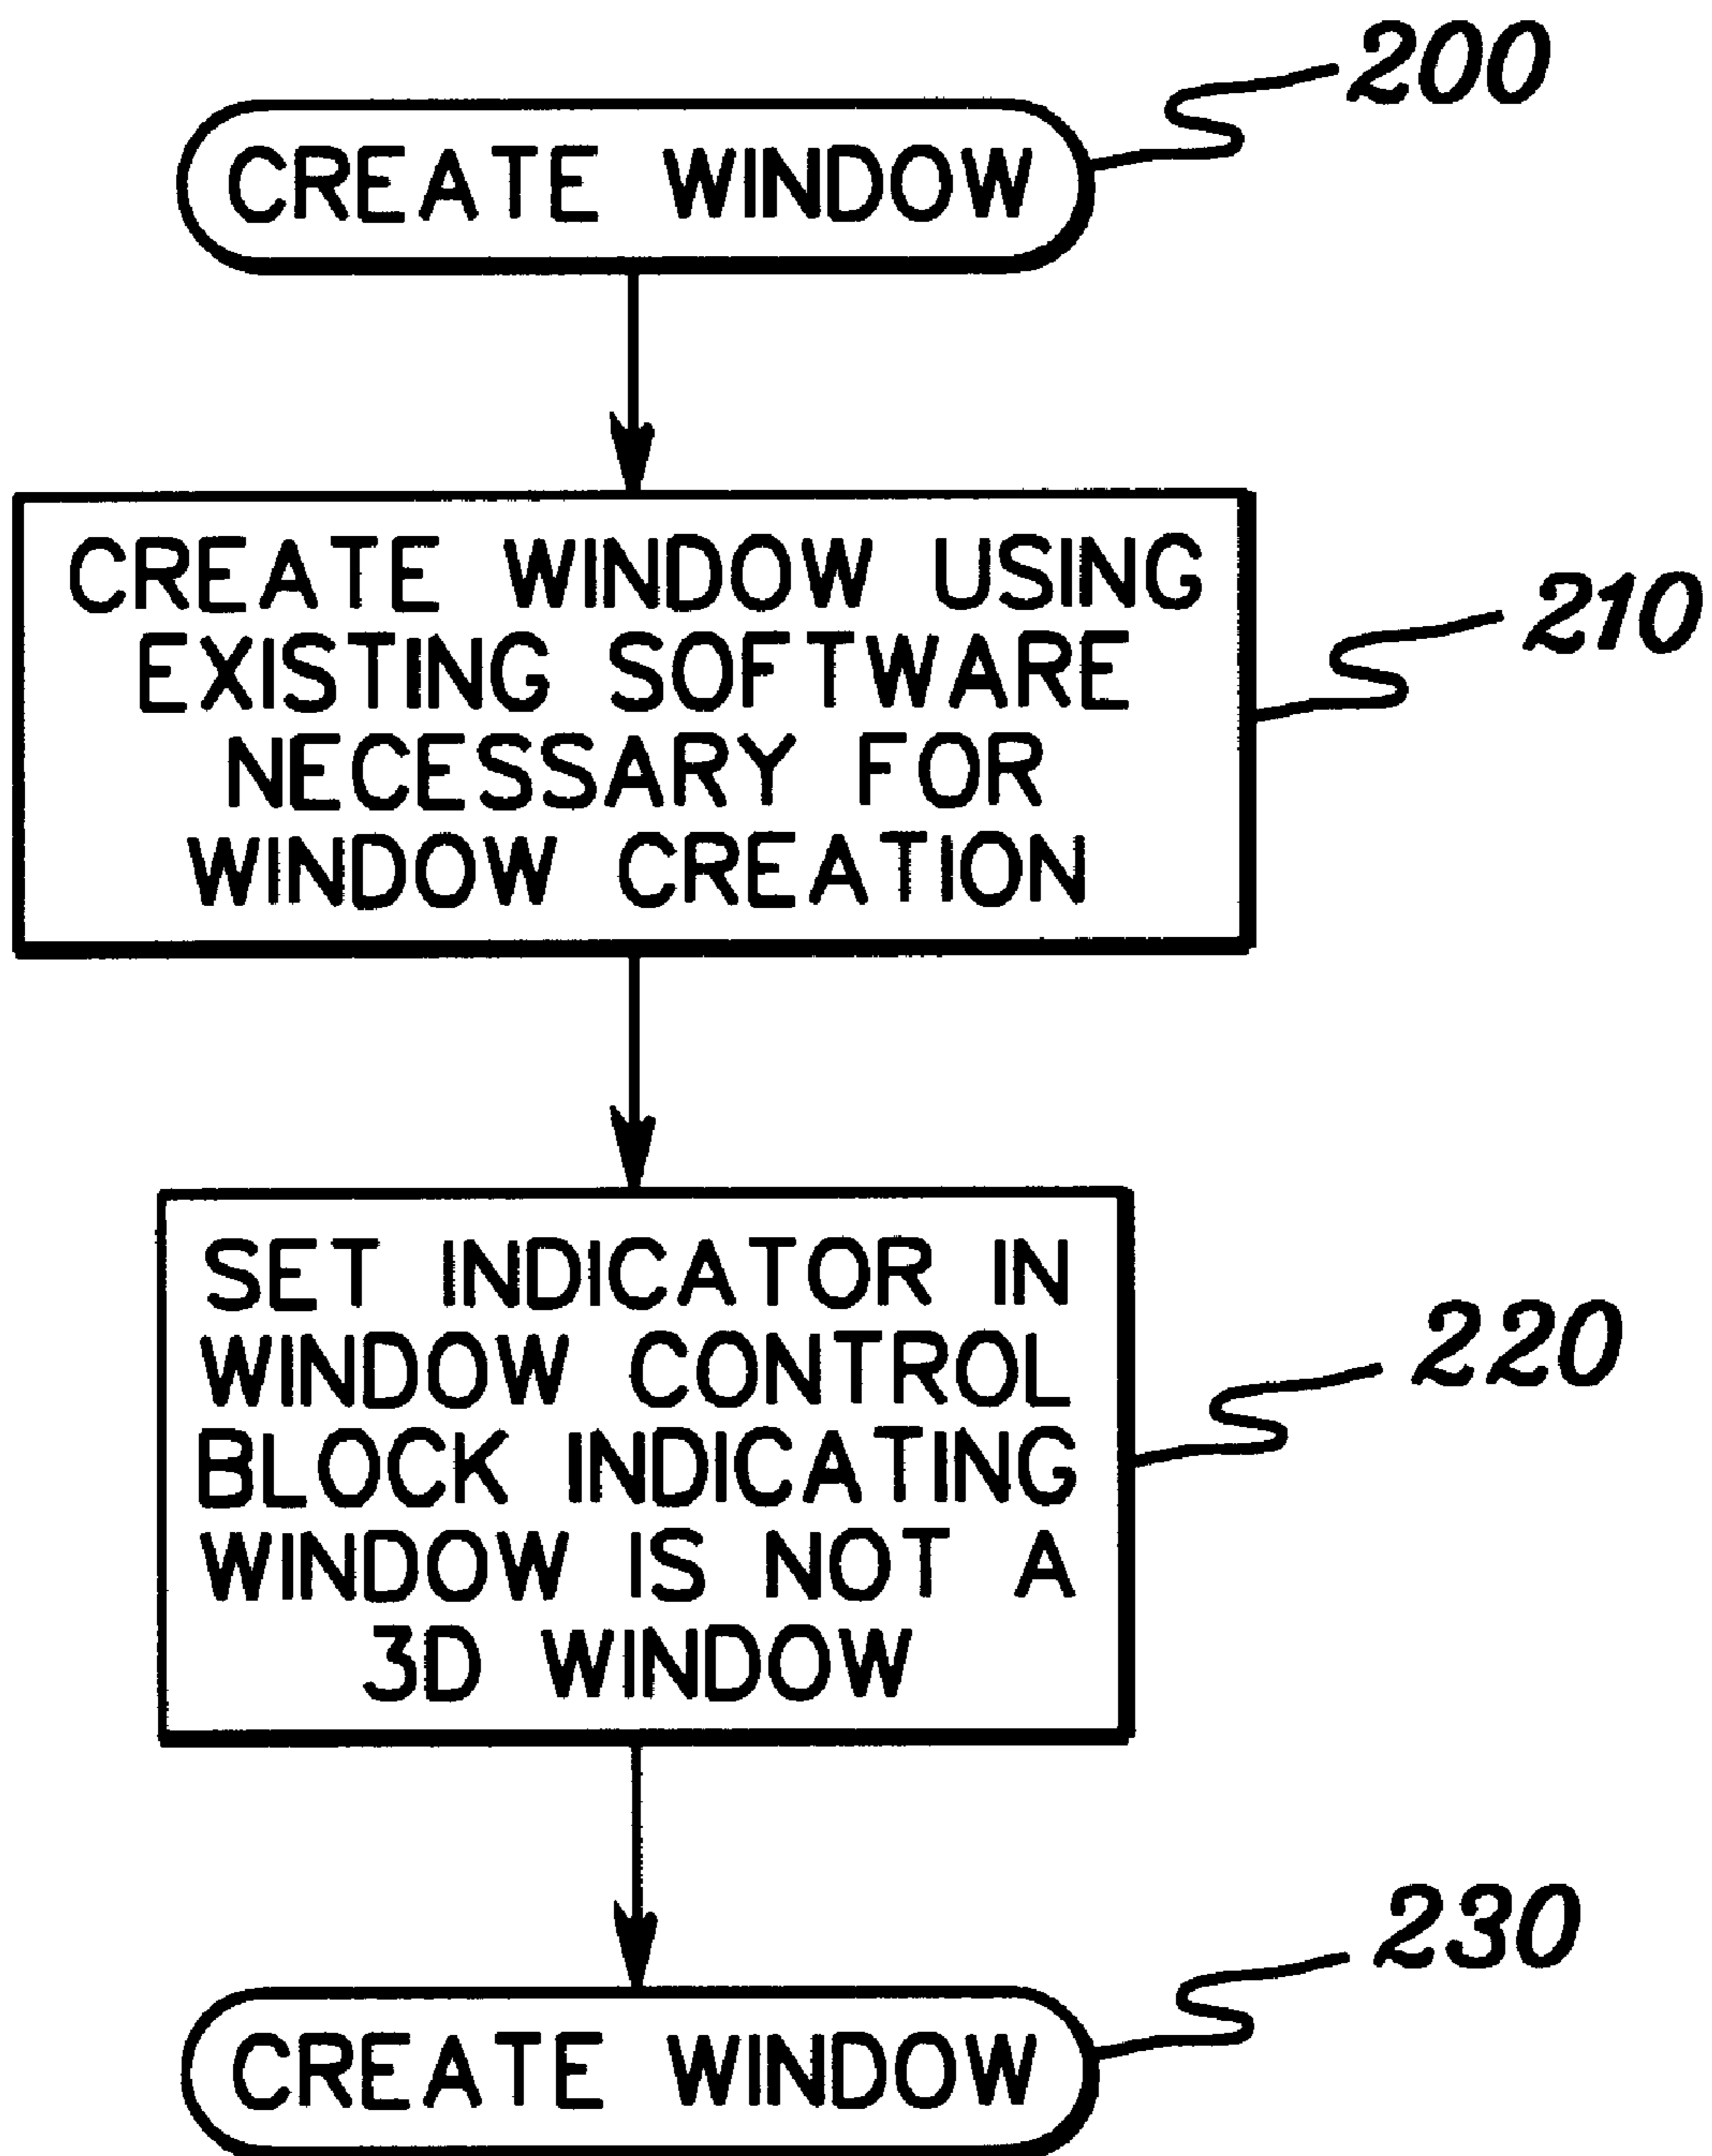 200
CREATE WINDOW
CREATE WINDOW USING
EXISTING SOFTWARE
NECESSARY FOR
WINDOW CREATION
210
SET INDICATOR IN
WINDOW CONTROL
BLOCK INDICATING
WINDOW IS NOT A
3D WINDOW
220
230
CREATE WINDOW